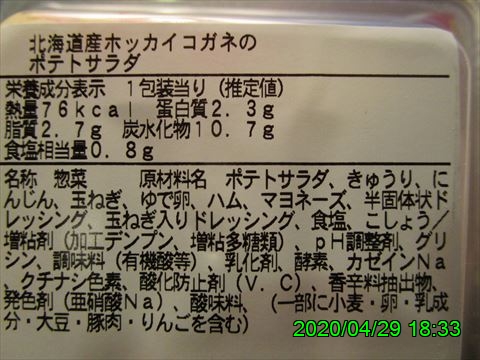 北海道産ホッカイコガネの
ポテトサラダ
栄養成分表示 1包装当り(推定値)
熱量76kcal 蛋白質2.3g
脂質2.7g 炭水化物10.7g
食塩相当量0.8g
名称 惣菜 原材料名 ポテトサラダ、きゅうり、に
んじん、玉ねぎ、ゆで卵、ハム、マヨネーズ、半固体状ド
レッシング、玉ねぎ入りドレッシング、食塩、こしょう/
増粘剤(加工デンプン、増粘多糖類)、pH調整剤、グリ
シン、調味料(有機酸等)、乳化剤、酵素、カゼインNa
、クチナシ色素、酸化防止剤(V.C)、香辛料抽出物、
発色剤(亜硝酸Na)、酸味料、(一部に小麦・卵・乳成
分・大豆・豚肉・りんごを含む)
2020/04/29 18:33